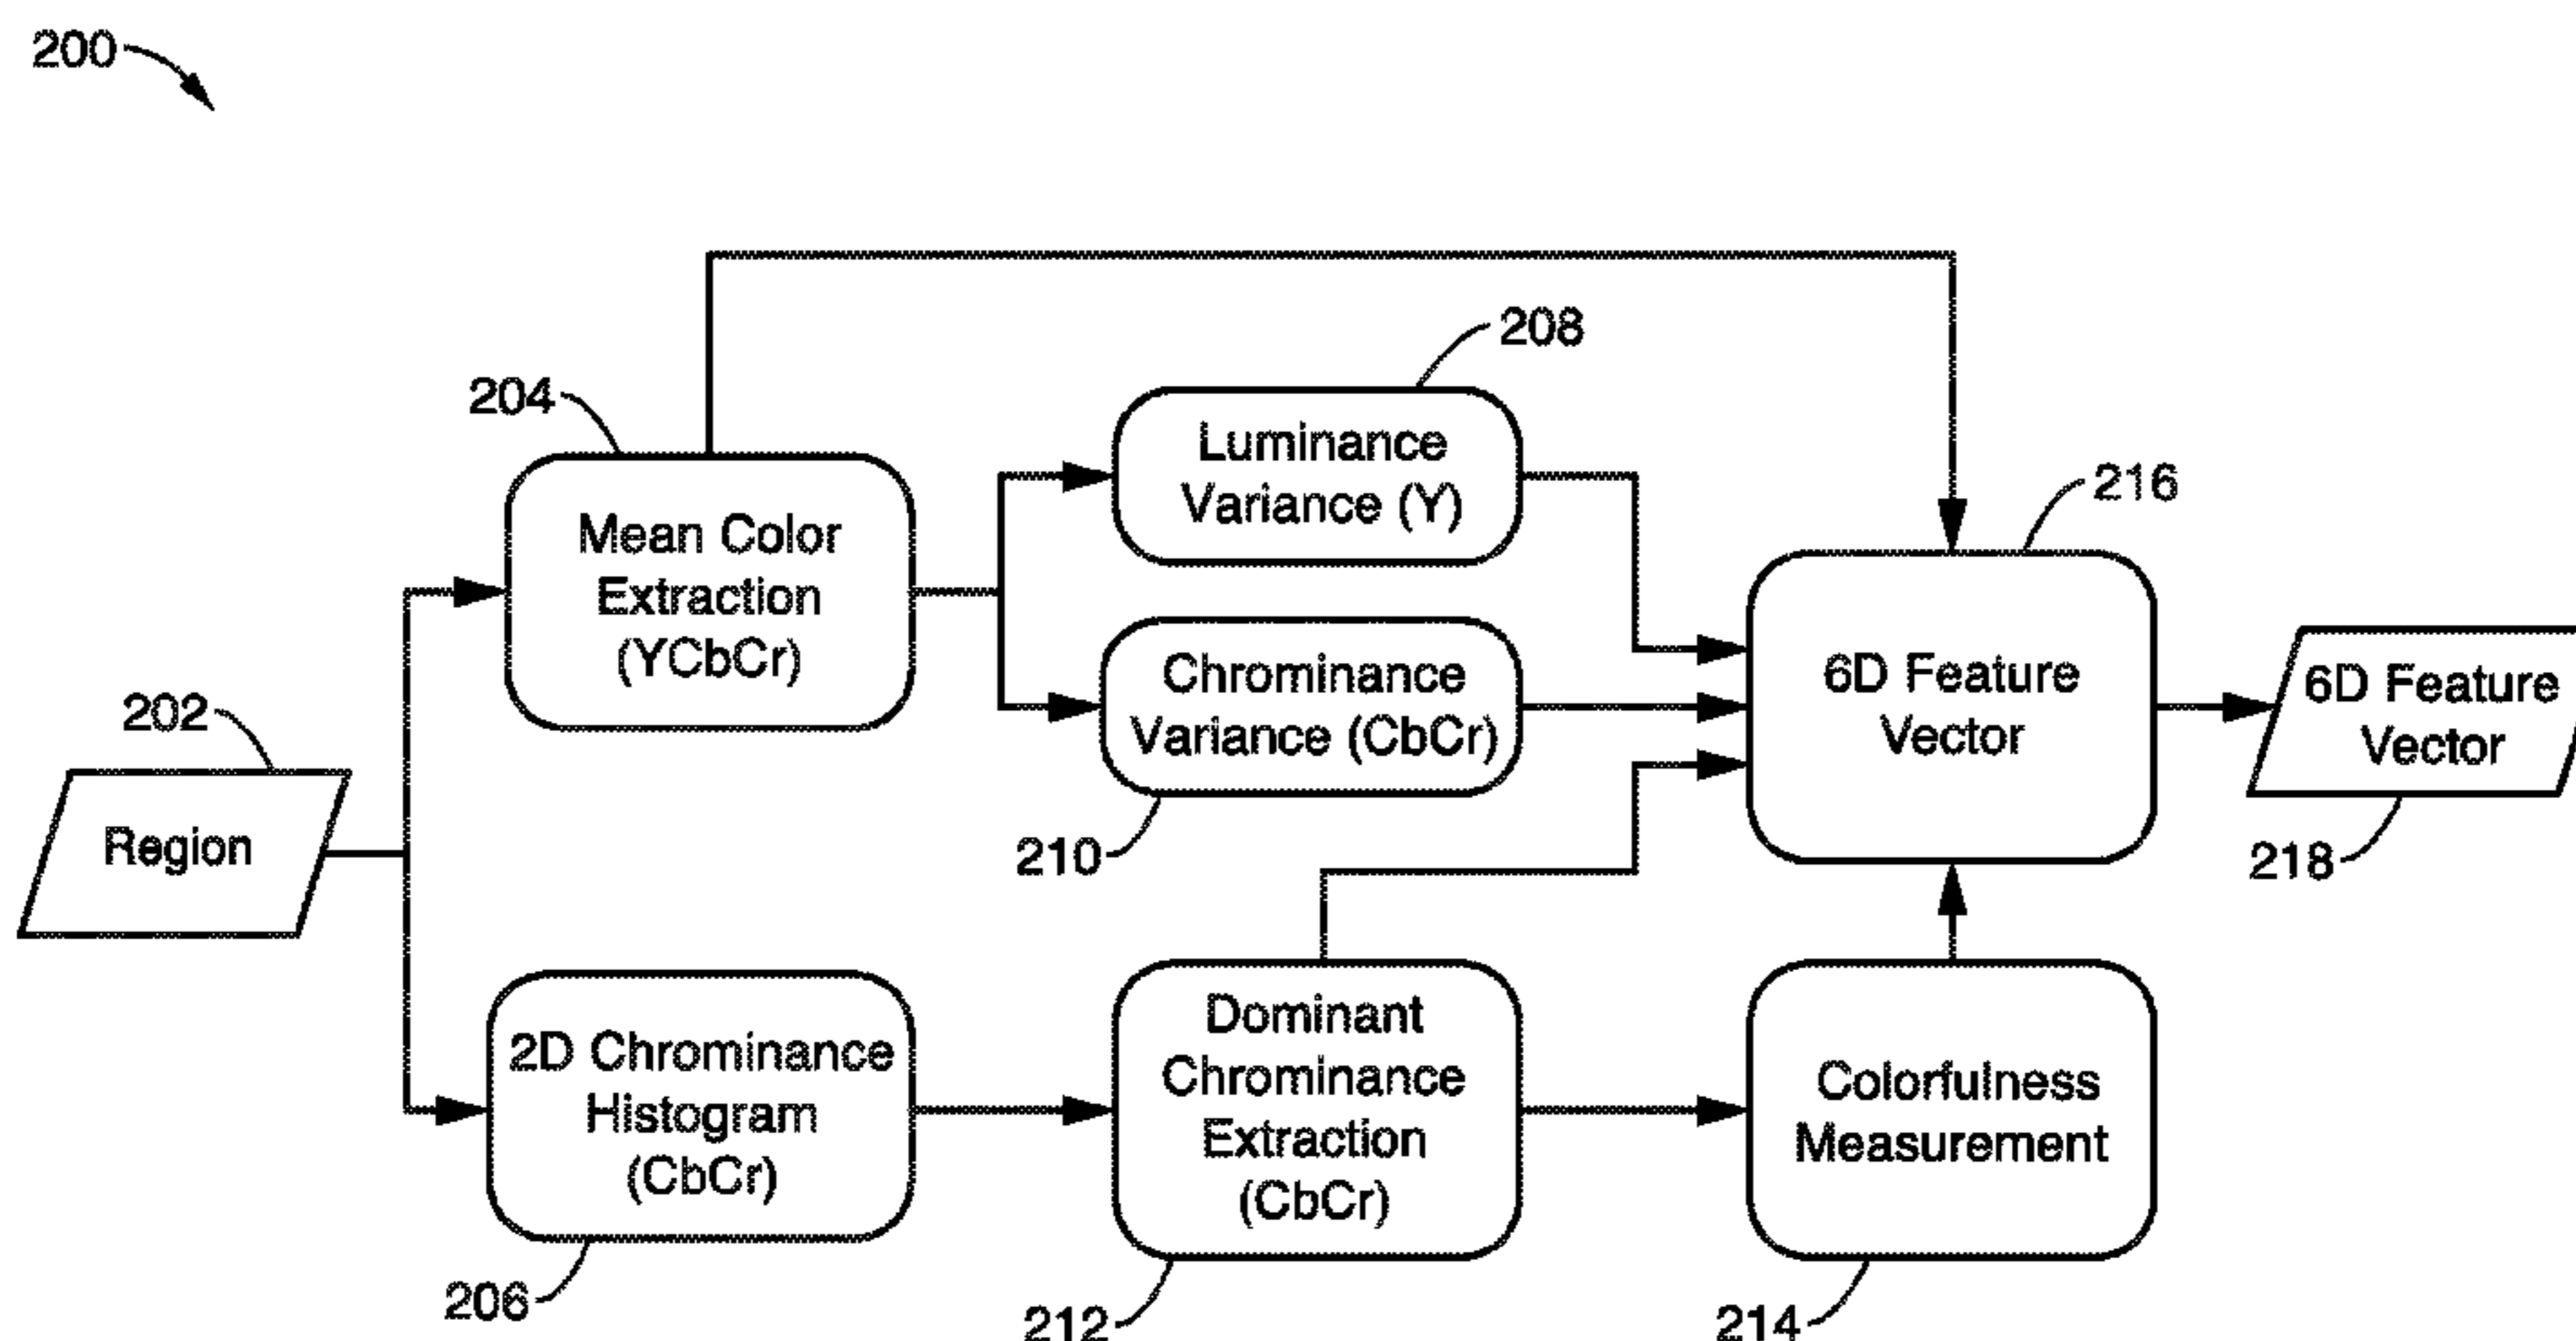 200
208
204
Luminance
Variance (Y)
216
Mean Color
Extraction
(YCbCr)
202
Chrominance
Variance (CbCr)
6D Feature
Vector
6D Feature
Vector
Region
210
218
2D Chrominance
Histogram
(CbCr)
Dominant
Chrominance
Extraction
(CbCr)
Colorfulness
Measurement
206
212
214